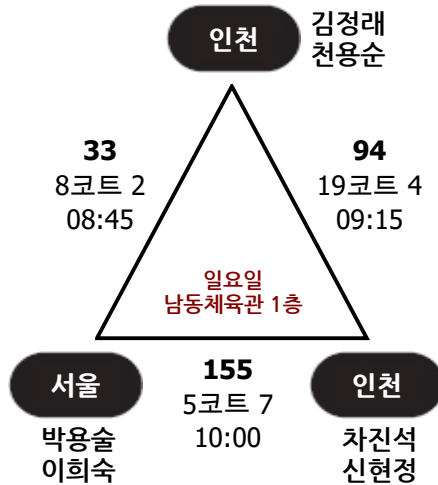 인천
김정래
천용순
33
8코트 2
08:45
94
19코트 4
09:15
일요일
남동체육관 1층
서울
박용술
이희숙
155
5코트 7
10:00
인천
차진석
신현정